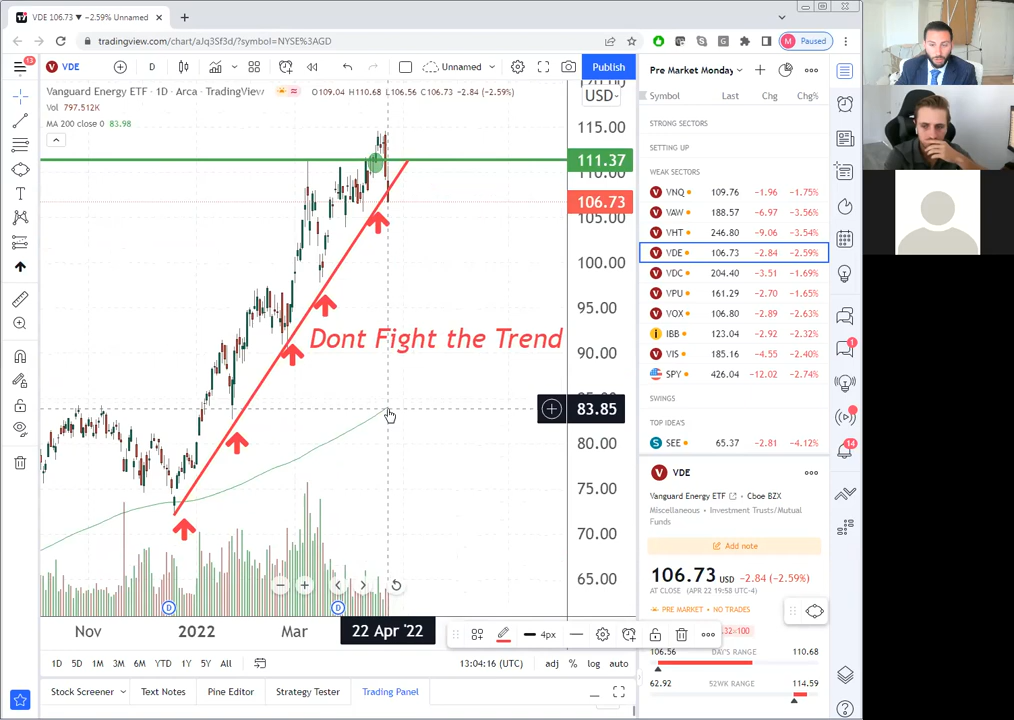 VDE 106.73 ▼ −2.59% Unnamed
tradingview.com/chart/aJq3Sf3d/?symbol=NYSE%3AGD
M Paused
13
VDE
D
Unnamed
Publish
Vanguard Energy ETF · 1D · Arca · TradingView
O109.04 H110.68 L106.56 C106.73 −2.84 (−2.59%)
USD
Vol 797.512K
MA 200 close 0 83.98
115.00
111.37
110.00
106.73
105.00
100.00
95.00
90.00
83.85
80.00
75.00
70.00
65.00
Dont Fight the Trend
D
D
Nov
2022
Mar
22 Apr '22
4px
1D 5D 1M 3M 6M YTD 1Y 5Y All
13:04:16 (UTC)
adj % log auto
Stock Screener
Text Notes
Pine Editor
Strategy Tester
Trading Panel
Pre Market Monday
Symbol Last Chg Chg%
STRONG SECTORS
SETTING UP
WEAK SECTORS
VNQ 109.76 −1.96 −1.75%
VAW 188.57 −6.97 −3.56%
VHT 246.80 −9.06 −3.54%
VDE 106.73 −2.84 −2.59%
VDC 204.40 −3.51 −1.69%
VPU 161.29 −2.70 −1.65%
VOX 106.80 −2.89 −2.63%
IBB 123.04 −2.92 −2.32%
VIS 185.16 −4.55 −2.40%
SPY 426.04 −12.02 −2.74%
SWINGS
TOP IDEA/S
SEE 65.37 −2.81 −4.12%
VDE
Vanguard Energy ETF · Cboe BZX
Miscellaneous · Investment Trusts/Mutual
Funds
Add note
106.73 USD −2.84 (−2.59%)
AT CLOSE (APR 22 19:58 UTC-4)
PRE MARKET • NO TRADES
.32×100
106.56 DAY'S RANGE 110.68
62.92 52WK RANGE 114.59
1
14